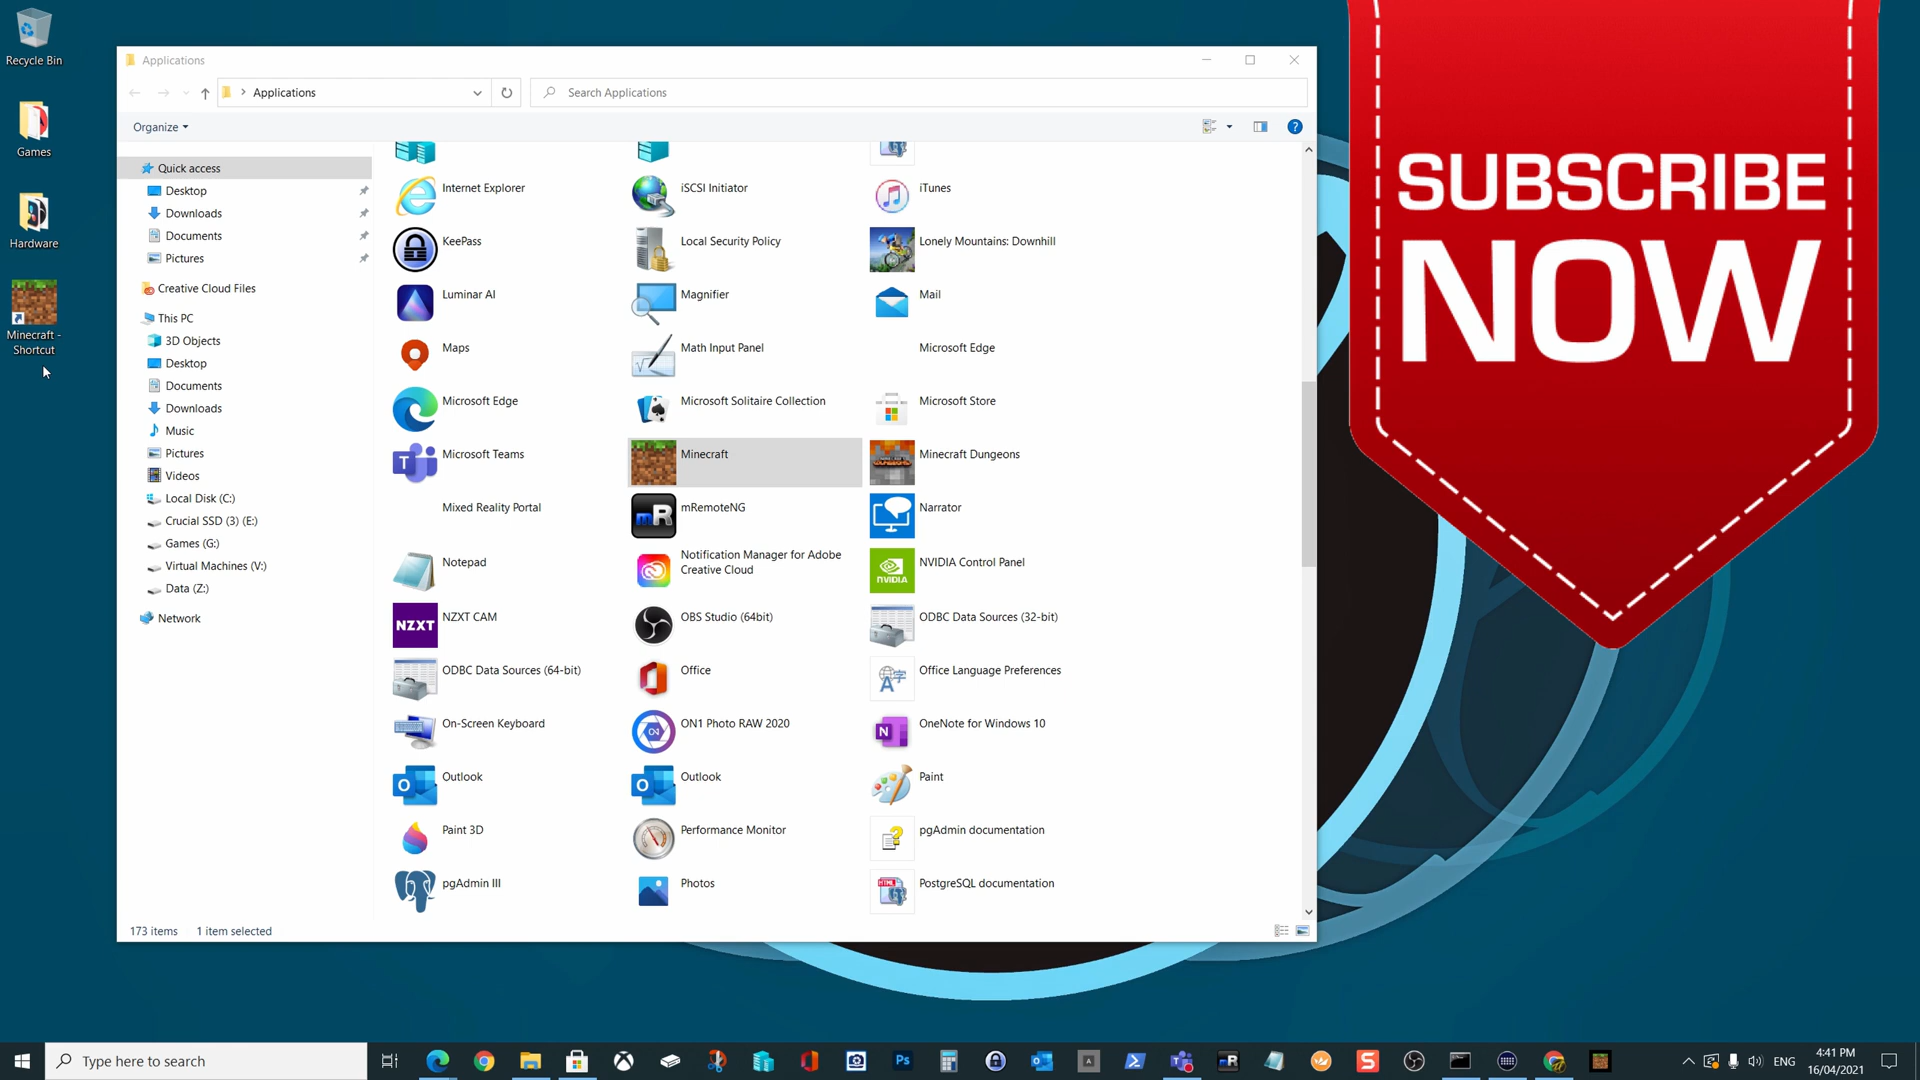 Recycle Bin
Games
Hardware
Minecraft -
Shortcut
Applications
Applications
Search Applications
Organize
Quick access
Desktop
Downloads
Documents
Pictures
Creative Cloud Files
This PC
3D Objects
Desktop
Documents
Downloads
Music
Pictures
Videos
Local Disk (C:)
Crucial SSD (3) (E:)
Games (G:)
Virtual Machines (V:)
Data (Z:)
Network
Internet Explorer
iSCSI Initiator
iTunes
KeePass
Local Security Policy
Lonely Mountains: Downhill
Luminar AI
Magnifier
Mail
Maps
Math Input Panel
Microsoft Edge
Microsoft Edge
Microsoft Solitaire Collection
Microsoft Store
Microsoft Teams
Minecraft
Minecraft Dungeons
Mixed Reality Portal
mRemoteNG
Narrator
Notepad
Notification Manager for Adobe
Creative Cloud
NVIDIA Control Panel
NZXT CAM
OBS Studio (64bit)
ODBC Data Sources (32-bit)
ODBC Data Sources (64-bit)
Office
Office Language Preferences
On-Screen Keyboard
ON1 Photo RAW 2020
OneNote for Windows 10
Outlook
Outlook
Paint
Paint 3D
Performance Monitor
pgAdmin documentation
pgAdmin III
Photos
PostgreSQL documentation
173 items
1 item selected
SUBSCRIBE
NOW
Type here to search
ENG
4:41 PM
16/04/2021